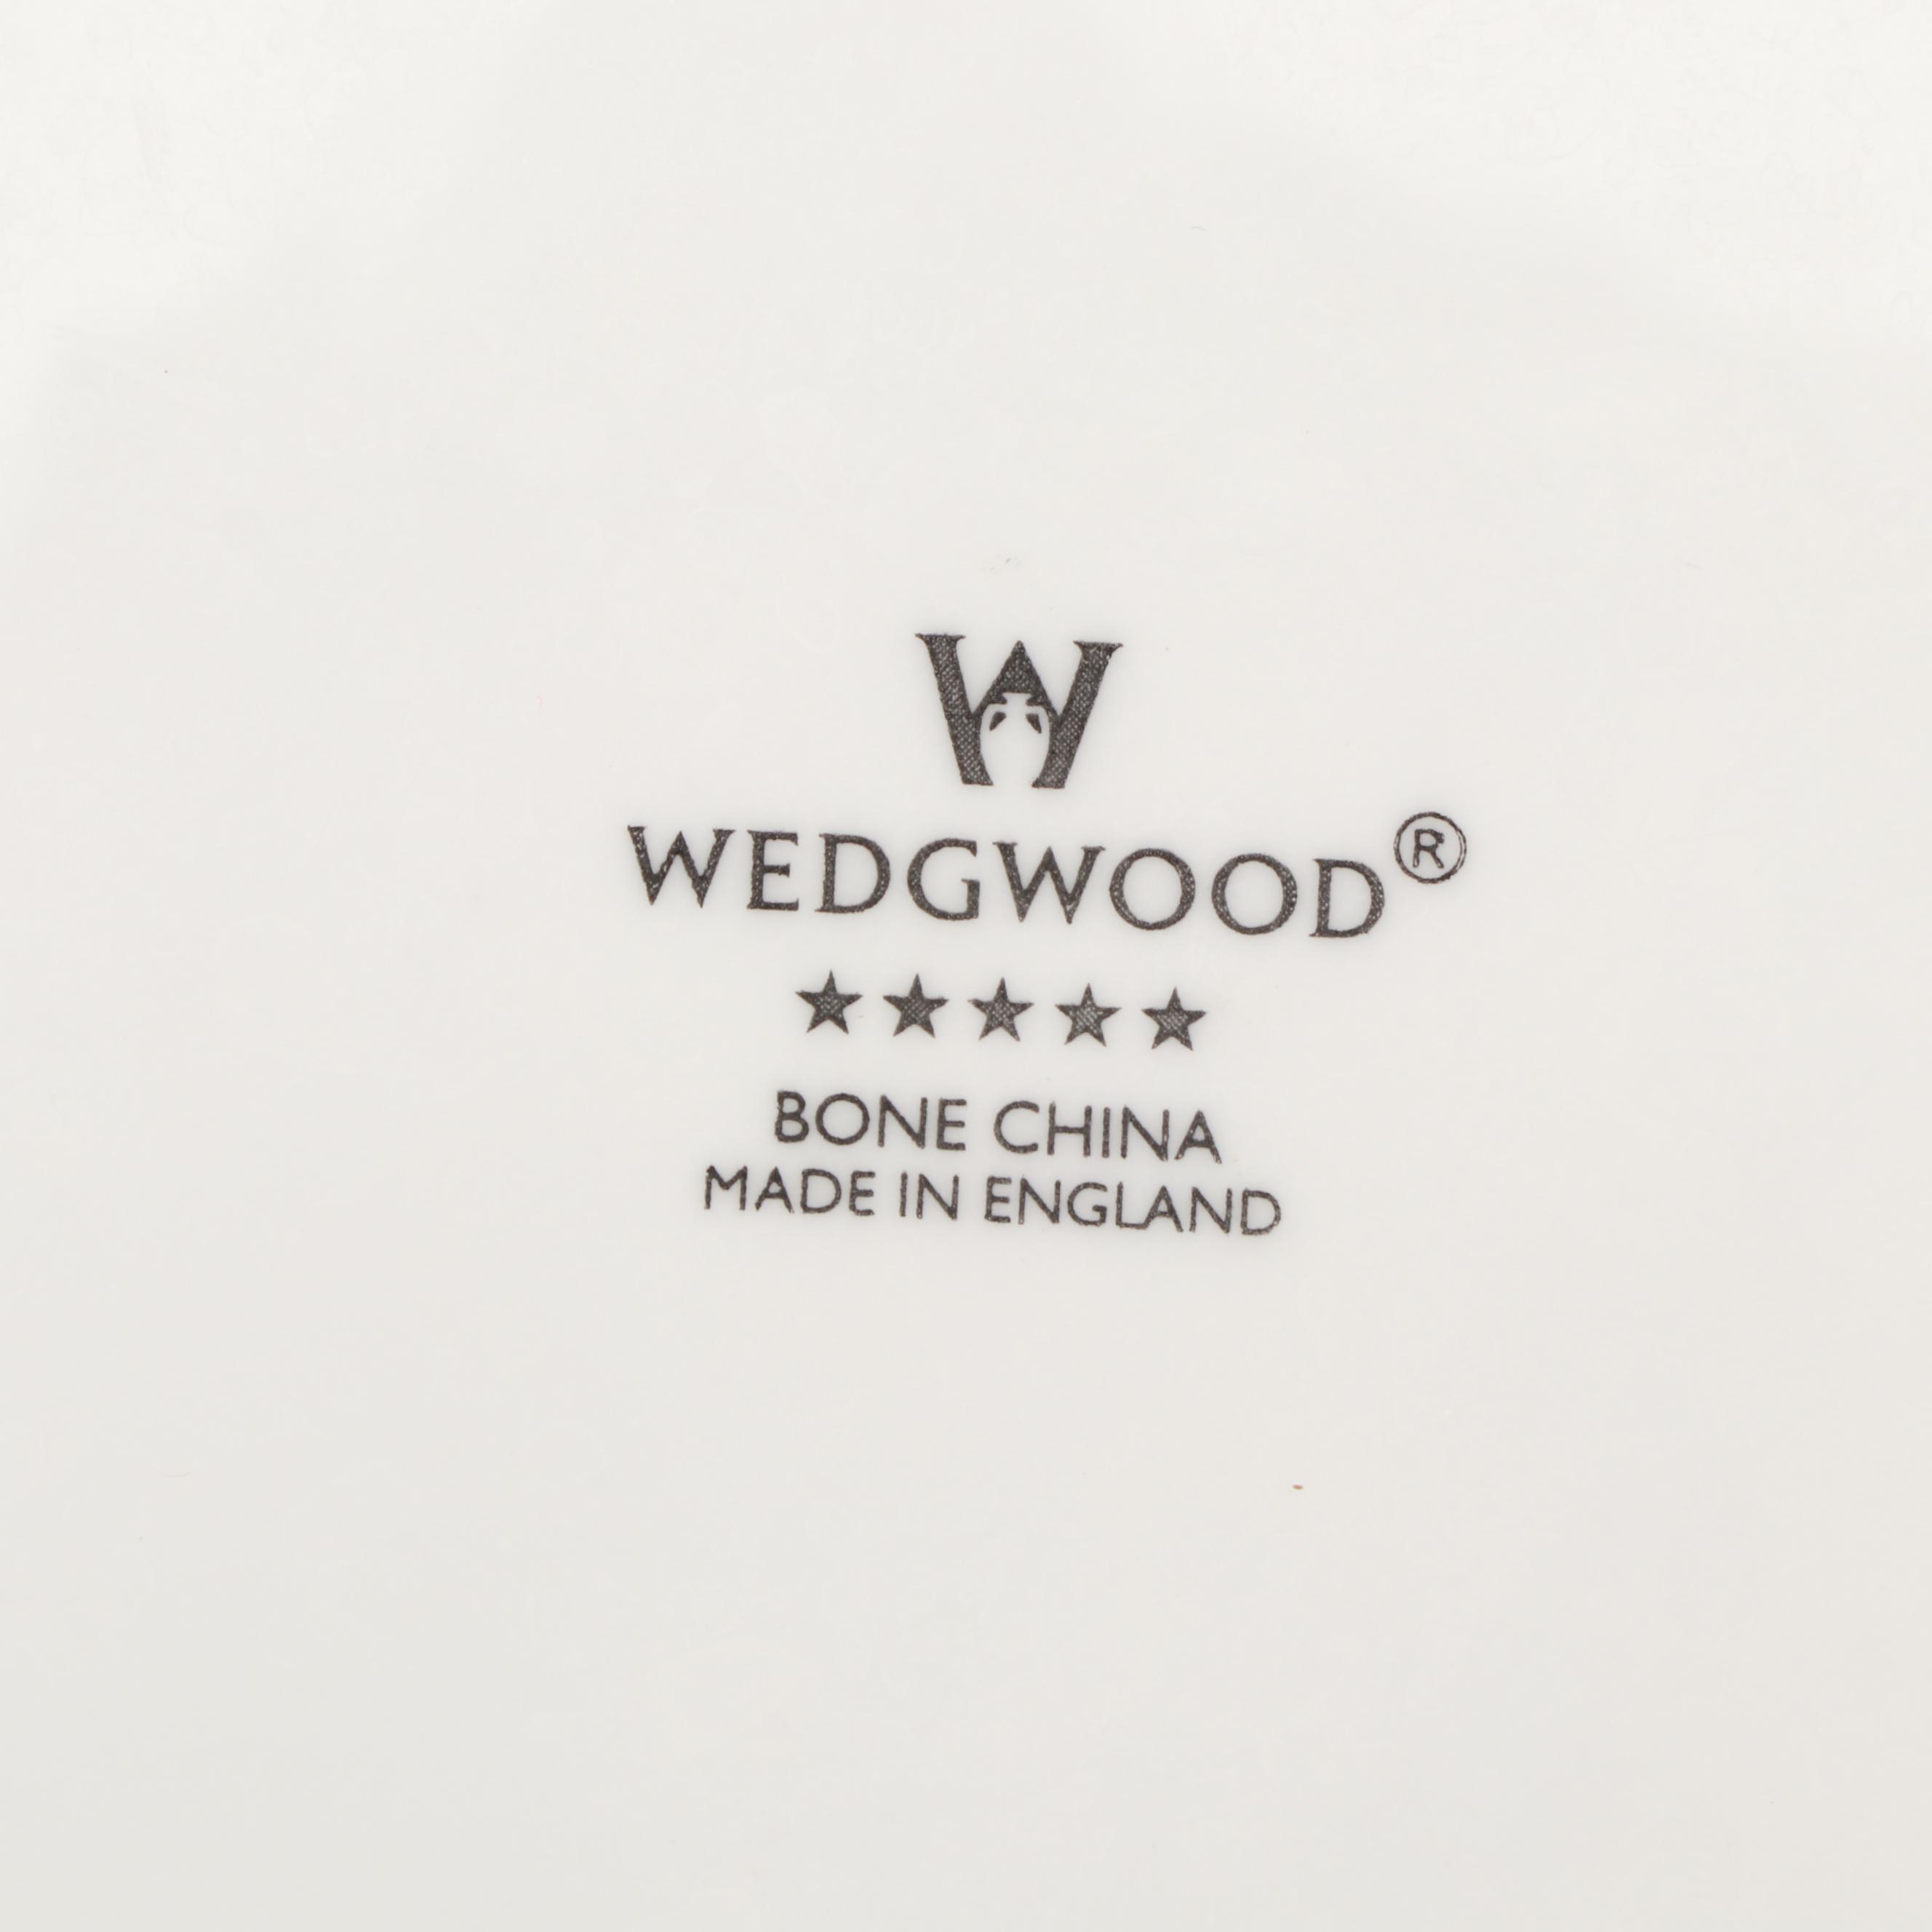 W
WEDGWOOD®
★★★★★
BONE CHINA
MADE IN ENGLAND